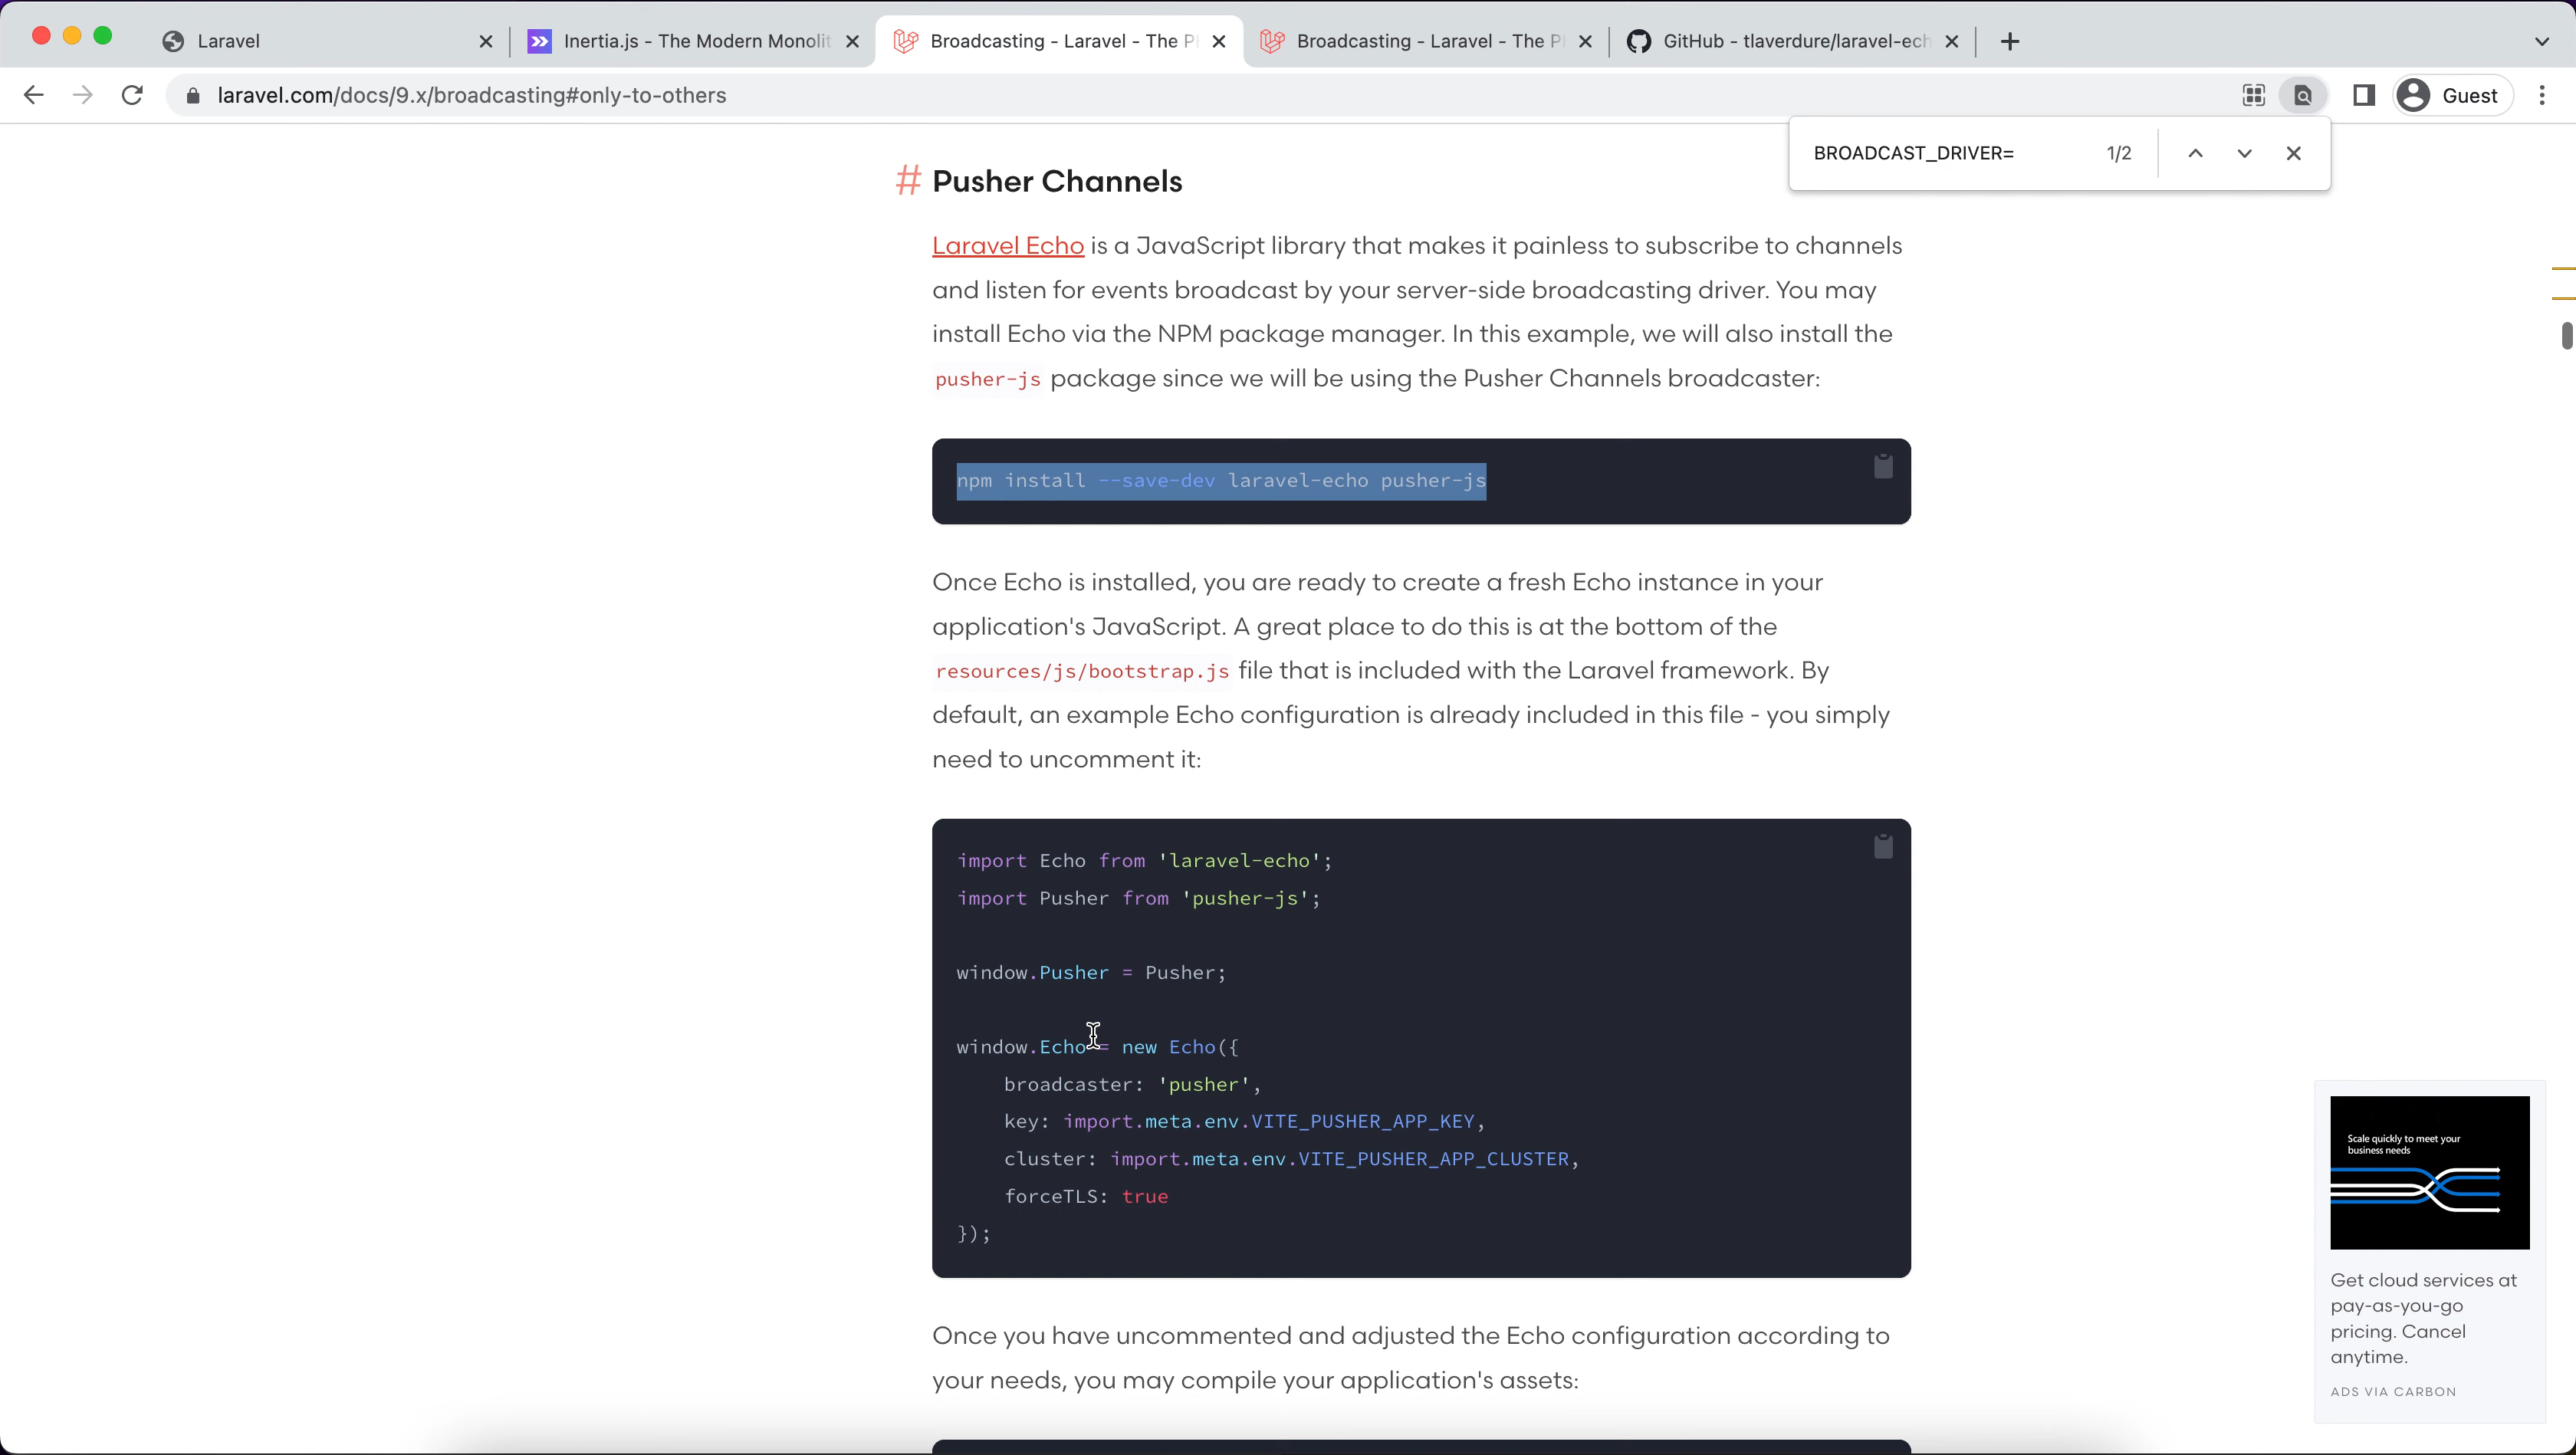 Laravel
Inertia.js - The Modern Monolit
Broadcasting - Laravel - The P
Broadcasting - Laravel - The P
GitHub - tlaverdure/laravel-ech
laravel.com/docs/9.x/broadcasting#only-to-others
Guest
BROADCAST_DRIVER=
1/2
# Pusher Channels
Laravel Echo is a JavaScript library that makes it painless to subscribe to channels
and listen for events broadcast by your server-side broadcasting driver. You may
install Echo via the NPM package manager. In this example, we will also install the
pusher-js package since we will be using the Pusher Channels broadcaster:
npm install --save-dev laravel-echo pusher-js
Once Echo is installed, you are ready to create a fresh Echo instance in your
application's JavaScript. A great place to do this is at the bottom of the
resources/js/bootstrap.js file that is included with the Laravel framework. By
default, an example Echo configuration is already included in this file - you simply
need to uncomment it:
import Echo from 'laravel-echo';
import Pusher from 'pusher-js';
window.Pusher = Pusher;
window.Echo = new Echo({
    broadcaster: 'pusher',
    key: import.meta.env.VITE_PUSHER_APP_KEY,
    cluster: import.meta.env.VITE_PUSHER_APP_CLUSTER,
    forceTLS: true
});
Once you have uncommented and adjusted the Echo configuration according to
your needs, you may compile your application's assets:
Scale quickly to meet your
business needs
Get cloud services at
pay-as-you-go
pricing. Cancel
anytime.
ADS VIA CARBON